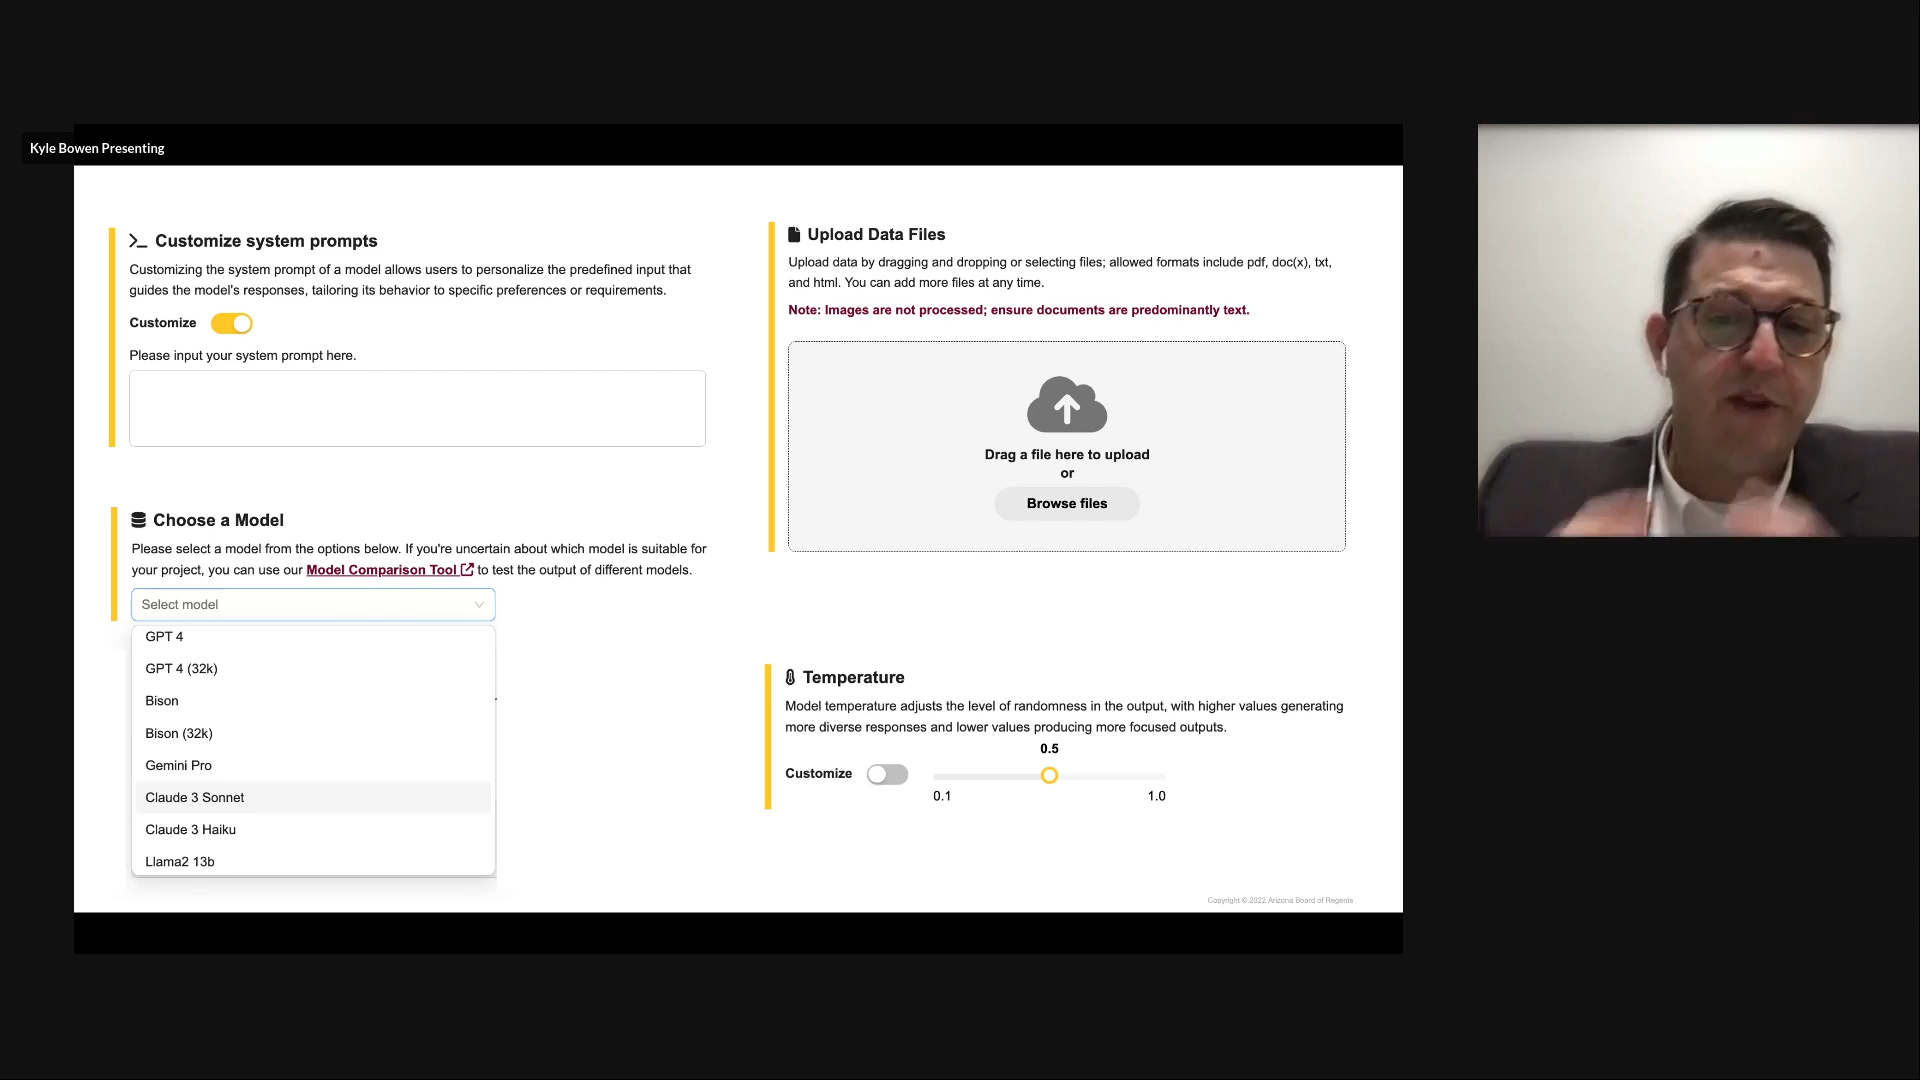 Kyle Bowen Presenting
Customize system prompts
Customizing the system prompt of a model allows users to personalize the predefined input that
guides the model's responses, tailoring its behavior to specific preferences or requirements.
Customize
Please input your system prompt here.
Choose a Model
Please select a model from the options below. If you're uncertain about which model is suitable for
your project, you can use our Model Comparison Tool to test the output of different models.
Select model
GPT 4
GPT 4 (32k)
Bison
Bison (32k)
Gemini Pro
Claude 3 Sonnet
Claude 3 Haiku
Llama2 13b
Upload Data Files
Upload data by dragging and dropping or selecting files; allowed formats include pdf, doc(x), txt,
and html. You can add more files at any time.
Note: Images are not processed; ensure documents are predominantly text.
Drag a file here to upload
or
Browse files
Temperature
Model temperature adjusts the level of randomness in the output, with higher values generating
more diverse responses and lower values producing more focused outputs.
0.5
Customize
0.1 1.0
Copyright © 2022 Arizona Board of Regents